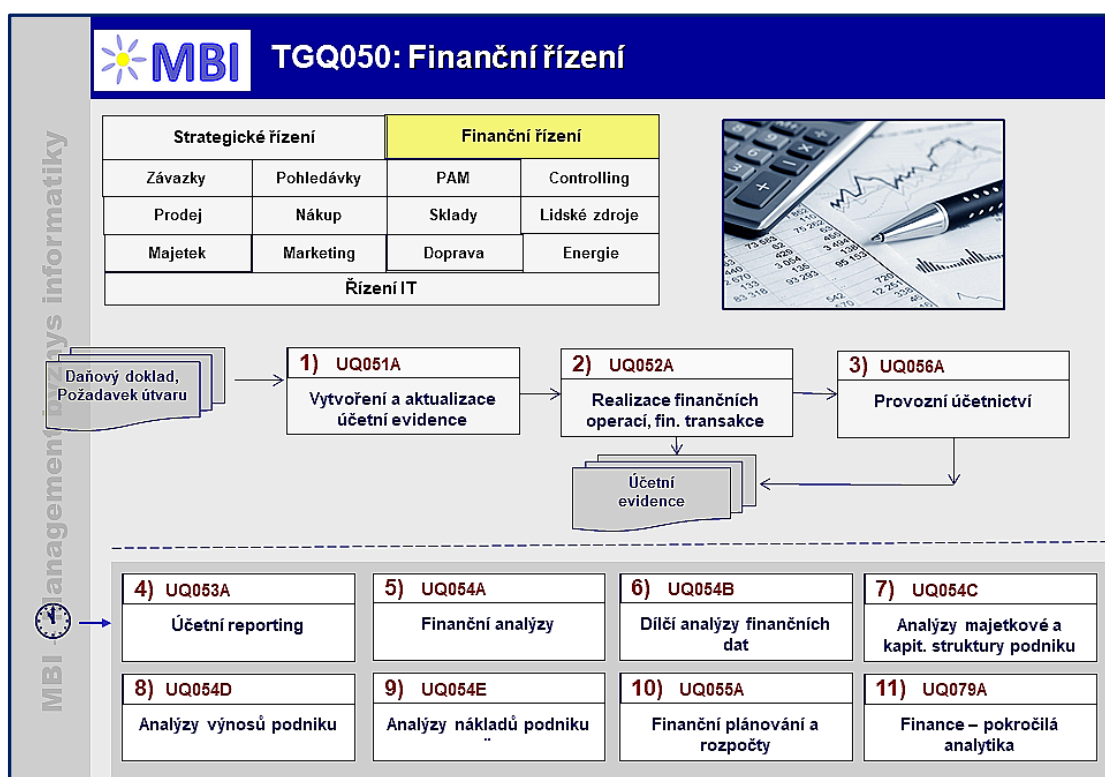 MBI
TGQ050: Finanční řízení
Strategické řízení
Finanční řízení
Závazky
Pohledávky
PAM
Controlling
Prodej
Nákup
Sklady
Lidské zdroje
Majetek
Marketing
Doprava
Energie
Řízení IT
Daňový doklad,
Požadavek útvaru
1) UQ051A
Vytvoření a aktualizace
účetní evidence
2) UQ052A
Realizace finančních
operací, fin. transakce
3) UQ056A
Provozní účetnictví
Účetní
evidence
4) UQ053A
Účetní reporting
5) UQ054A
Finanční analýzy
6) UQ054B
Dílčí analýzy finančních
dat
7) UQ054C
Analýzy majetkové a
kapit. struktury podniku
8) UQ054D
Analýzy výnosů podniku
9) UQ054E
Analýzy nákladů podniku
10) UQ055A
Finanční plánování a
rozpočty
11) UQ079A
Finance – pokročilá
analytika